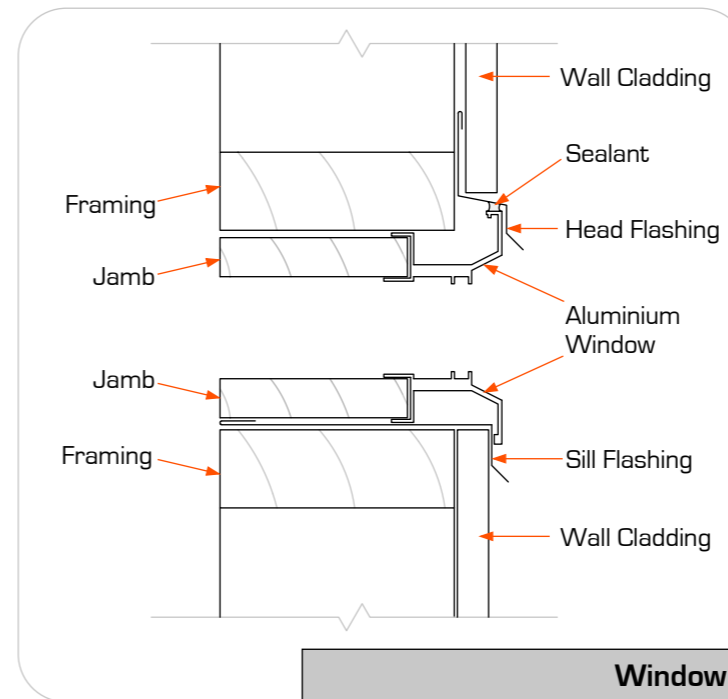 Wall Cladding
Sealant
Framing
Head Flashing
Jamb
Aluminium
Window
Jamb
Framing
Sill Flashing
Wall Cladding
Window